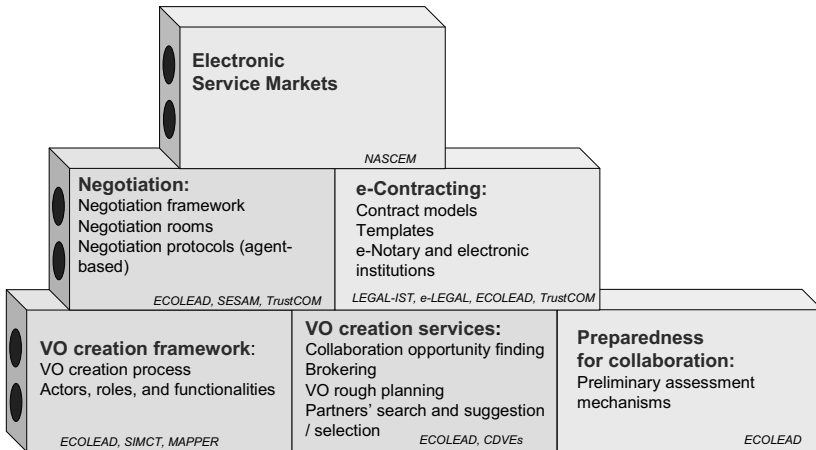 Electronic
Service Markets
NASCEM
Negotiation:
Negotiation framework
Negotiation rooms
Negotiation protocols (agent-
based)
ECOLEAD, SESAM, TrustCOM
e-Contracting:
Contract models
Templates
e-Notary and electronic
institutions
LEGAL-IST, e-LEGAL, ECOLEAD, TrustCOM
VO creation framework:
VO creation process
Actors, roles, and functionalities
ECOLEAD, SIMCT, MAPPER
VO creation services:
Collaboration opportunity finding
Brokering
VO rough planning
Partners' search and suggestion
/ selection
ECOLEAD, CDVEs
Preparedness
for collaboration:
Preliminary assessment
mechanisms
ECOLEAD